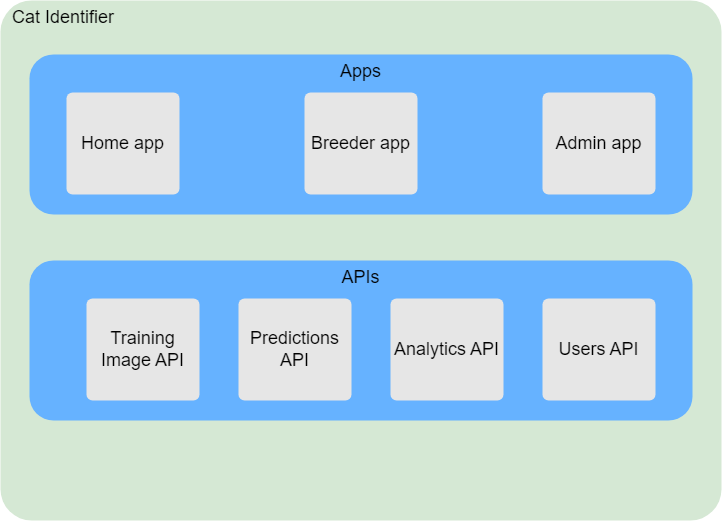 Cat Identifier
Apps
Home app
Breeder app
Admin app
APIs
Training
Image API
Predictions
API
Analytics API
Users API